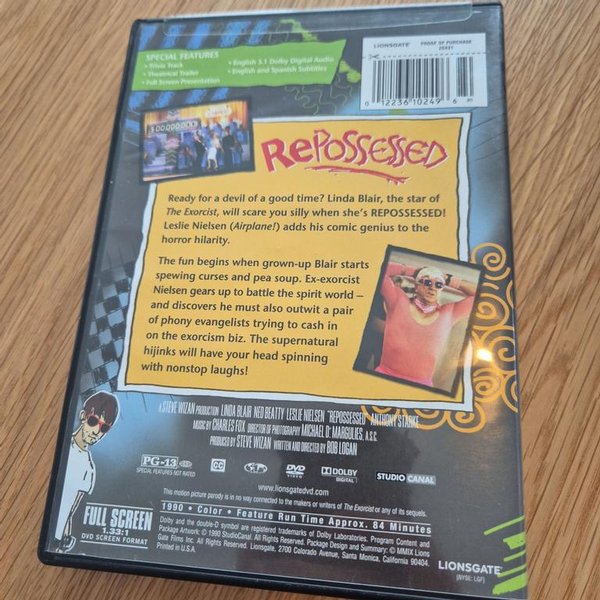 SPECIAL FEATURES
• Trivia Track
• Theatrical Trailer
• Full Screen Presentation
• English 5.1 Dolby Digital Audio
• English and Spanish Subtitles
LIONSGATE
PROOF OF PURCHASE
0 12236 10249 6
REPOSSESSED
Ready for a devil of a good time? Linda Blair, the star of
The Exorcist, will scare you silly when she's REPOSSESSED!
Leslie Nielsen (Airplane!) adds his comic genius to the
horror hilarity.
The fun begins when grown-up Blair starts
spewing curses and pea soup. Ex-exorcist
Nielsen gears up to battle the spirit world —
and discovers he must also outwit a pair
of phony evangelists trying to cash in
on the exorcism biz. The supernatural
hijinks will have your head spinning
with nonstop laughs!
A STEVE WIZAN PRODUCTION LINDA BLAIR NED BEATTY LESLIE NIELSEN "REPOSSESSED" ANTHONY STARKE
MUSIC BY CHARLES FOX DIRECTOR OF PHOTOGRAPHY MICHAEL D. MARGULIES, A.S.C.
PRODUCED BY STEVE WIZAN WRITTEN AND DIRECTED BY BOB LOGAN
PG-13
SPECIAL FEATURES NOT RATED
CC
DVD
VIDEO
DOLBY
DIGITAL
STUDIO CANAL
www.lionsgatedvd.com
This motion picture parody is in no way connected to the makers or writers of The Exorcist or any of its sequels.
1990 • Color • Feature Run Time Approx. 84 Minutes
Dolby and the double-D symbol are registered trademarks of Dolby Laboratories. Program Content and
Package Artwork: © 1990 StudioCanal. All Rights Reserved. Package Design and Summary: © MMIX Lions
Gate Films Inc. All Rights Reserved. Lionsgate, 2700 Colorado Avenue, Santa Monica, California 90404.
Printed in U.S.A.
FULL SCREEN
1.33:1
DVD SCREEN FORMAT
LIONSGATE
[NYSE: LGF]